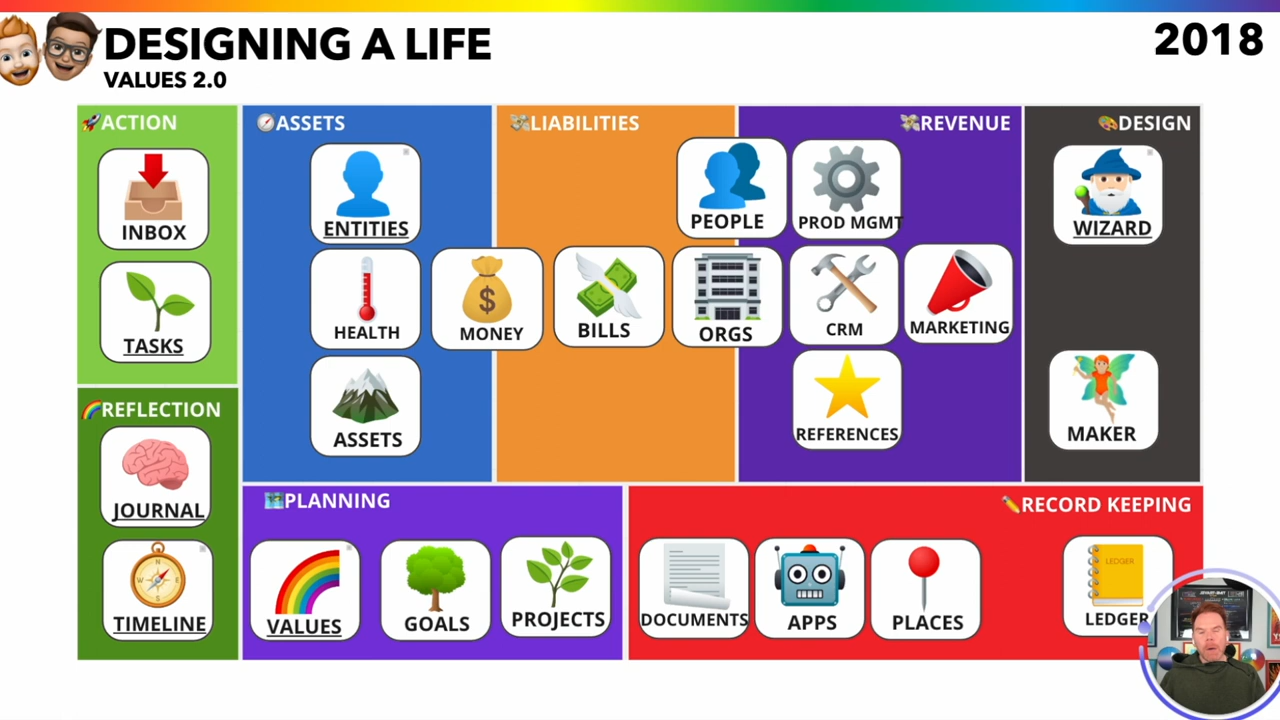 DESIGNING A LIFE
VALUES 2.0
2018
ACTION
INBOX
TASKS
REFLECTION
JOURNAL
TIMELINE
ASSETS
ENTITIES
HEALTH
MONEY
ASSETS
LIABILITIES
BILLS
PEOPLE
ORGS
REVENUE
PROD MGMT
CRM
MARKETING
REFERENCES
DESIGN
WIZARD
MAKER
PLANNING
VALUES
GOALS
PROJECTS
RECORD KEEPING
DOCUMENTS
APPS
PLACES
LEDGER
LEDGER